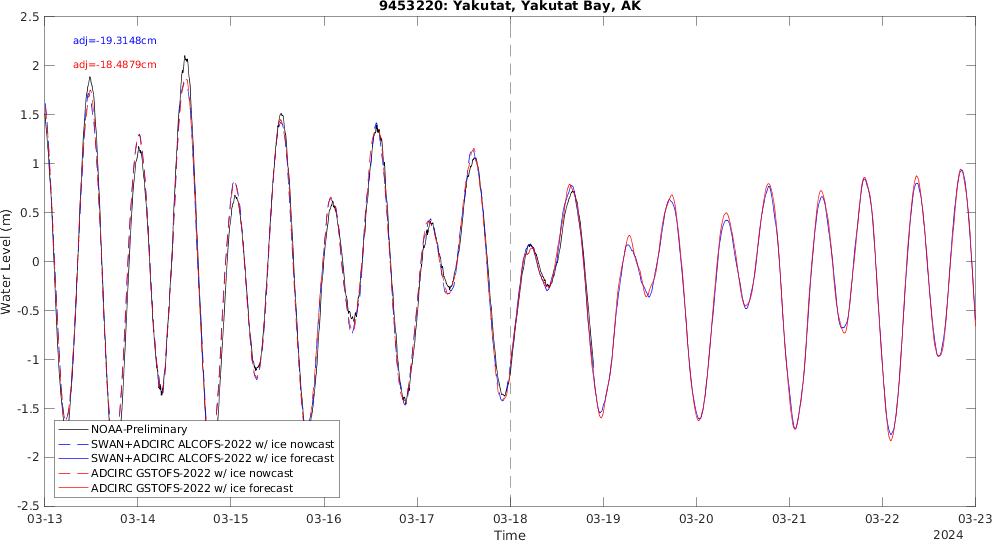 9453220: Yakutat, Yakutat Bay, AK
adj=-19.3148cm
adj=-18.4879cm
Water Level (m)
2.5
2
1.5
1
0.5
0
-0.5
-1
-1.5
-2
-2.5
NOAA-Preliminary
SWAN+ADCIRC ALCOFS-2022 w/ ice nowcast
SWAN+ADCIRC ALCOFS-2022 w/ ice forecast
ADCIRC GSTOFS-2022 w/ ice nowcast
ADCIRC GSTOFS-2022 w/ ice forecast
03-13 03-14 03-15 03-16 03-17 03-18 03-19 03-20 03-21 03-22 03-23
Time
2024